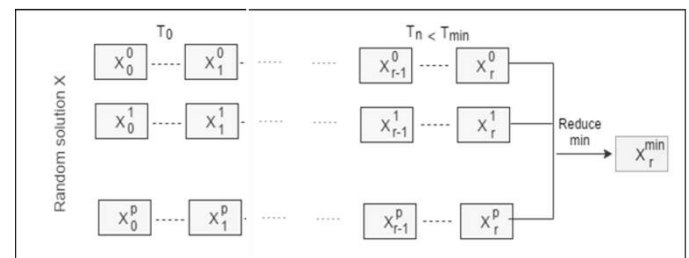 Random solution X
T₀
Tₙ < Tₘᵢₙ
X₀⁰ X₁⁰ Xᵣ₋₁⁰ Xᵣ⁰
X₀¹ X₁¹ Xᵣ₋₁¹ Xᵣ¹
Reduce
min
Xᵣᵐⁱⁿ
X₀ᵖ X₁ᵖ Xᵣ₋₁ᵖ Xᵣᵖ